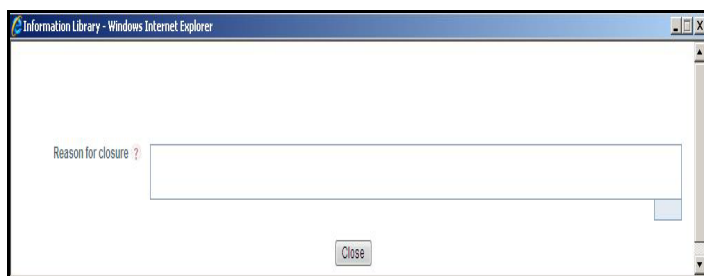 Information Library - Windows Internet Explorer
Reason for closure ?
Close